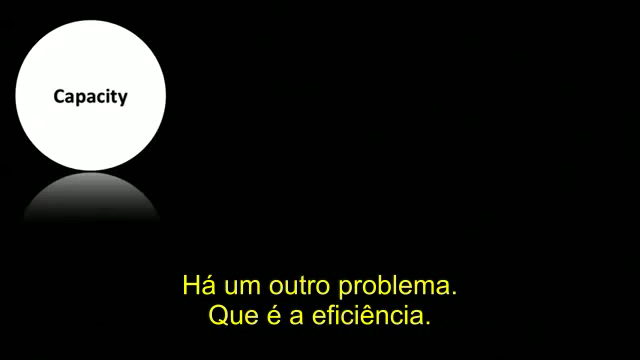 Capacity
Há um outro problema.
Que é a eficiência.